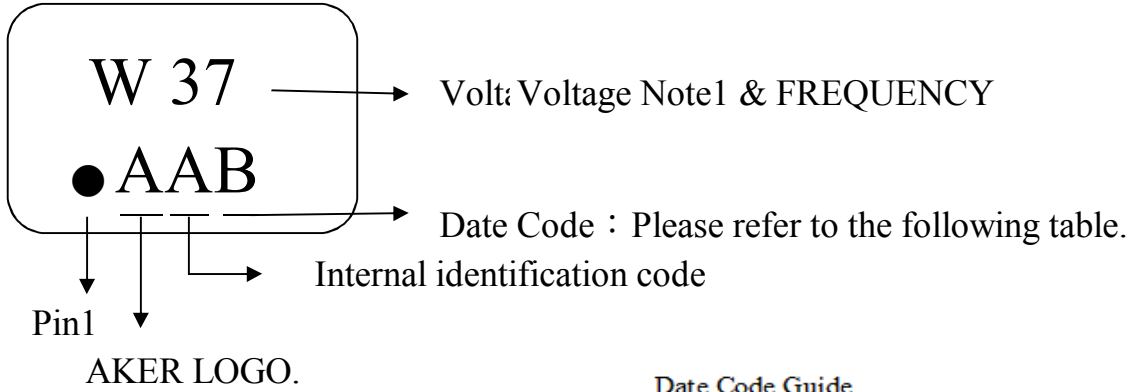 W 37
Volta Voltage Note1 & FREQUENCY
●AAB
Date Code：Please refer to the following table.
Internal identification code
Pin1
AKER LOGO.
Date Code Guide